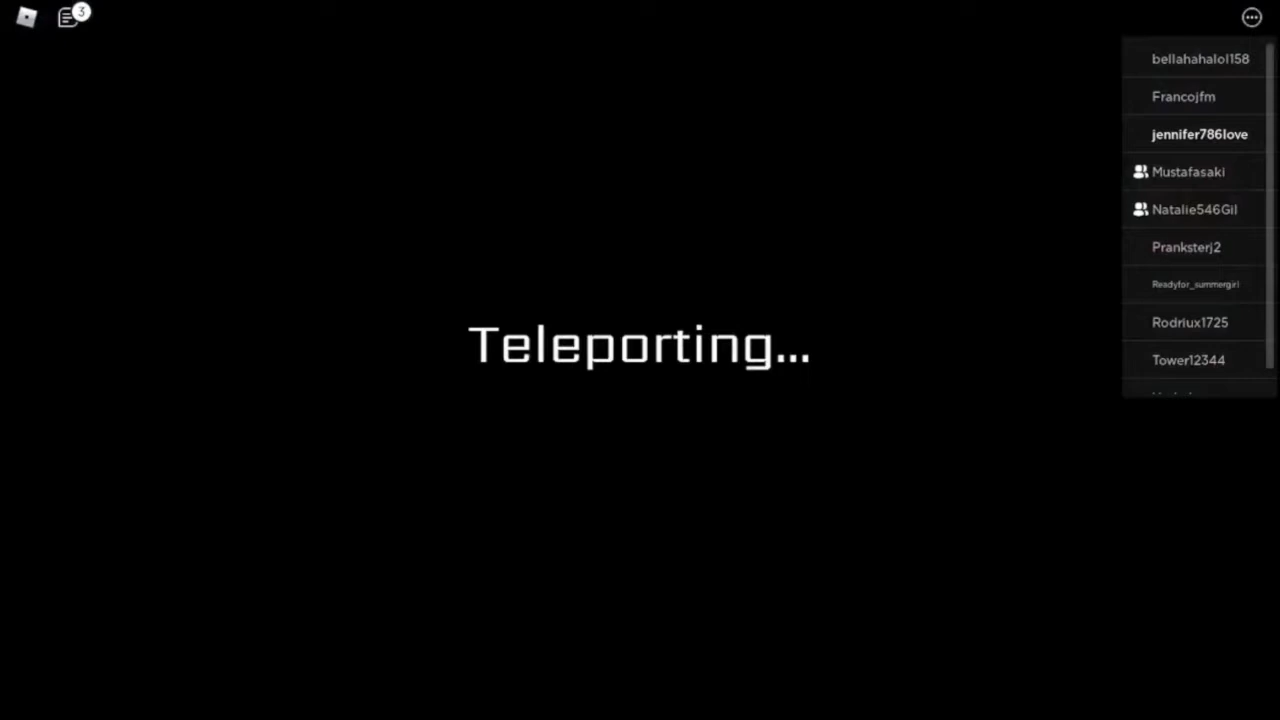 3
bellahahalol158
Francojfm
jennifer786love
Mustafasaki
Natalie546Gil
Pranksterj2
Readyfor_summergirl
Rodriux1725
Tower12344
Teleporting...